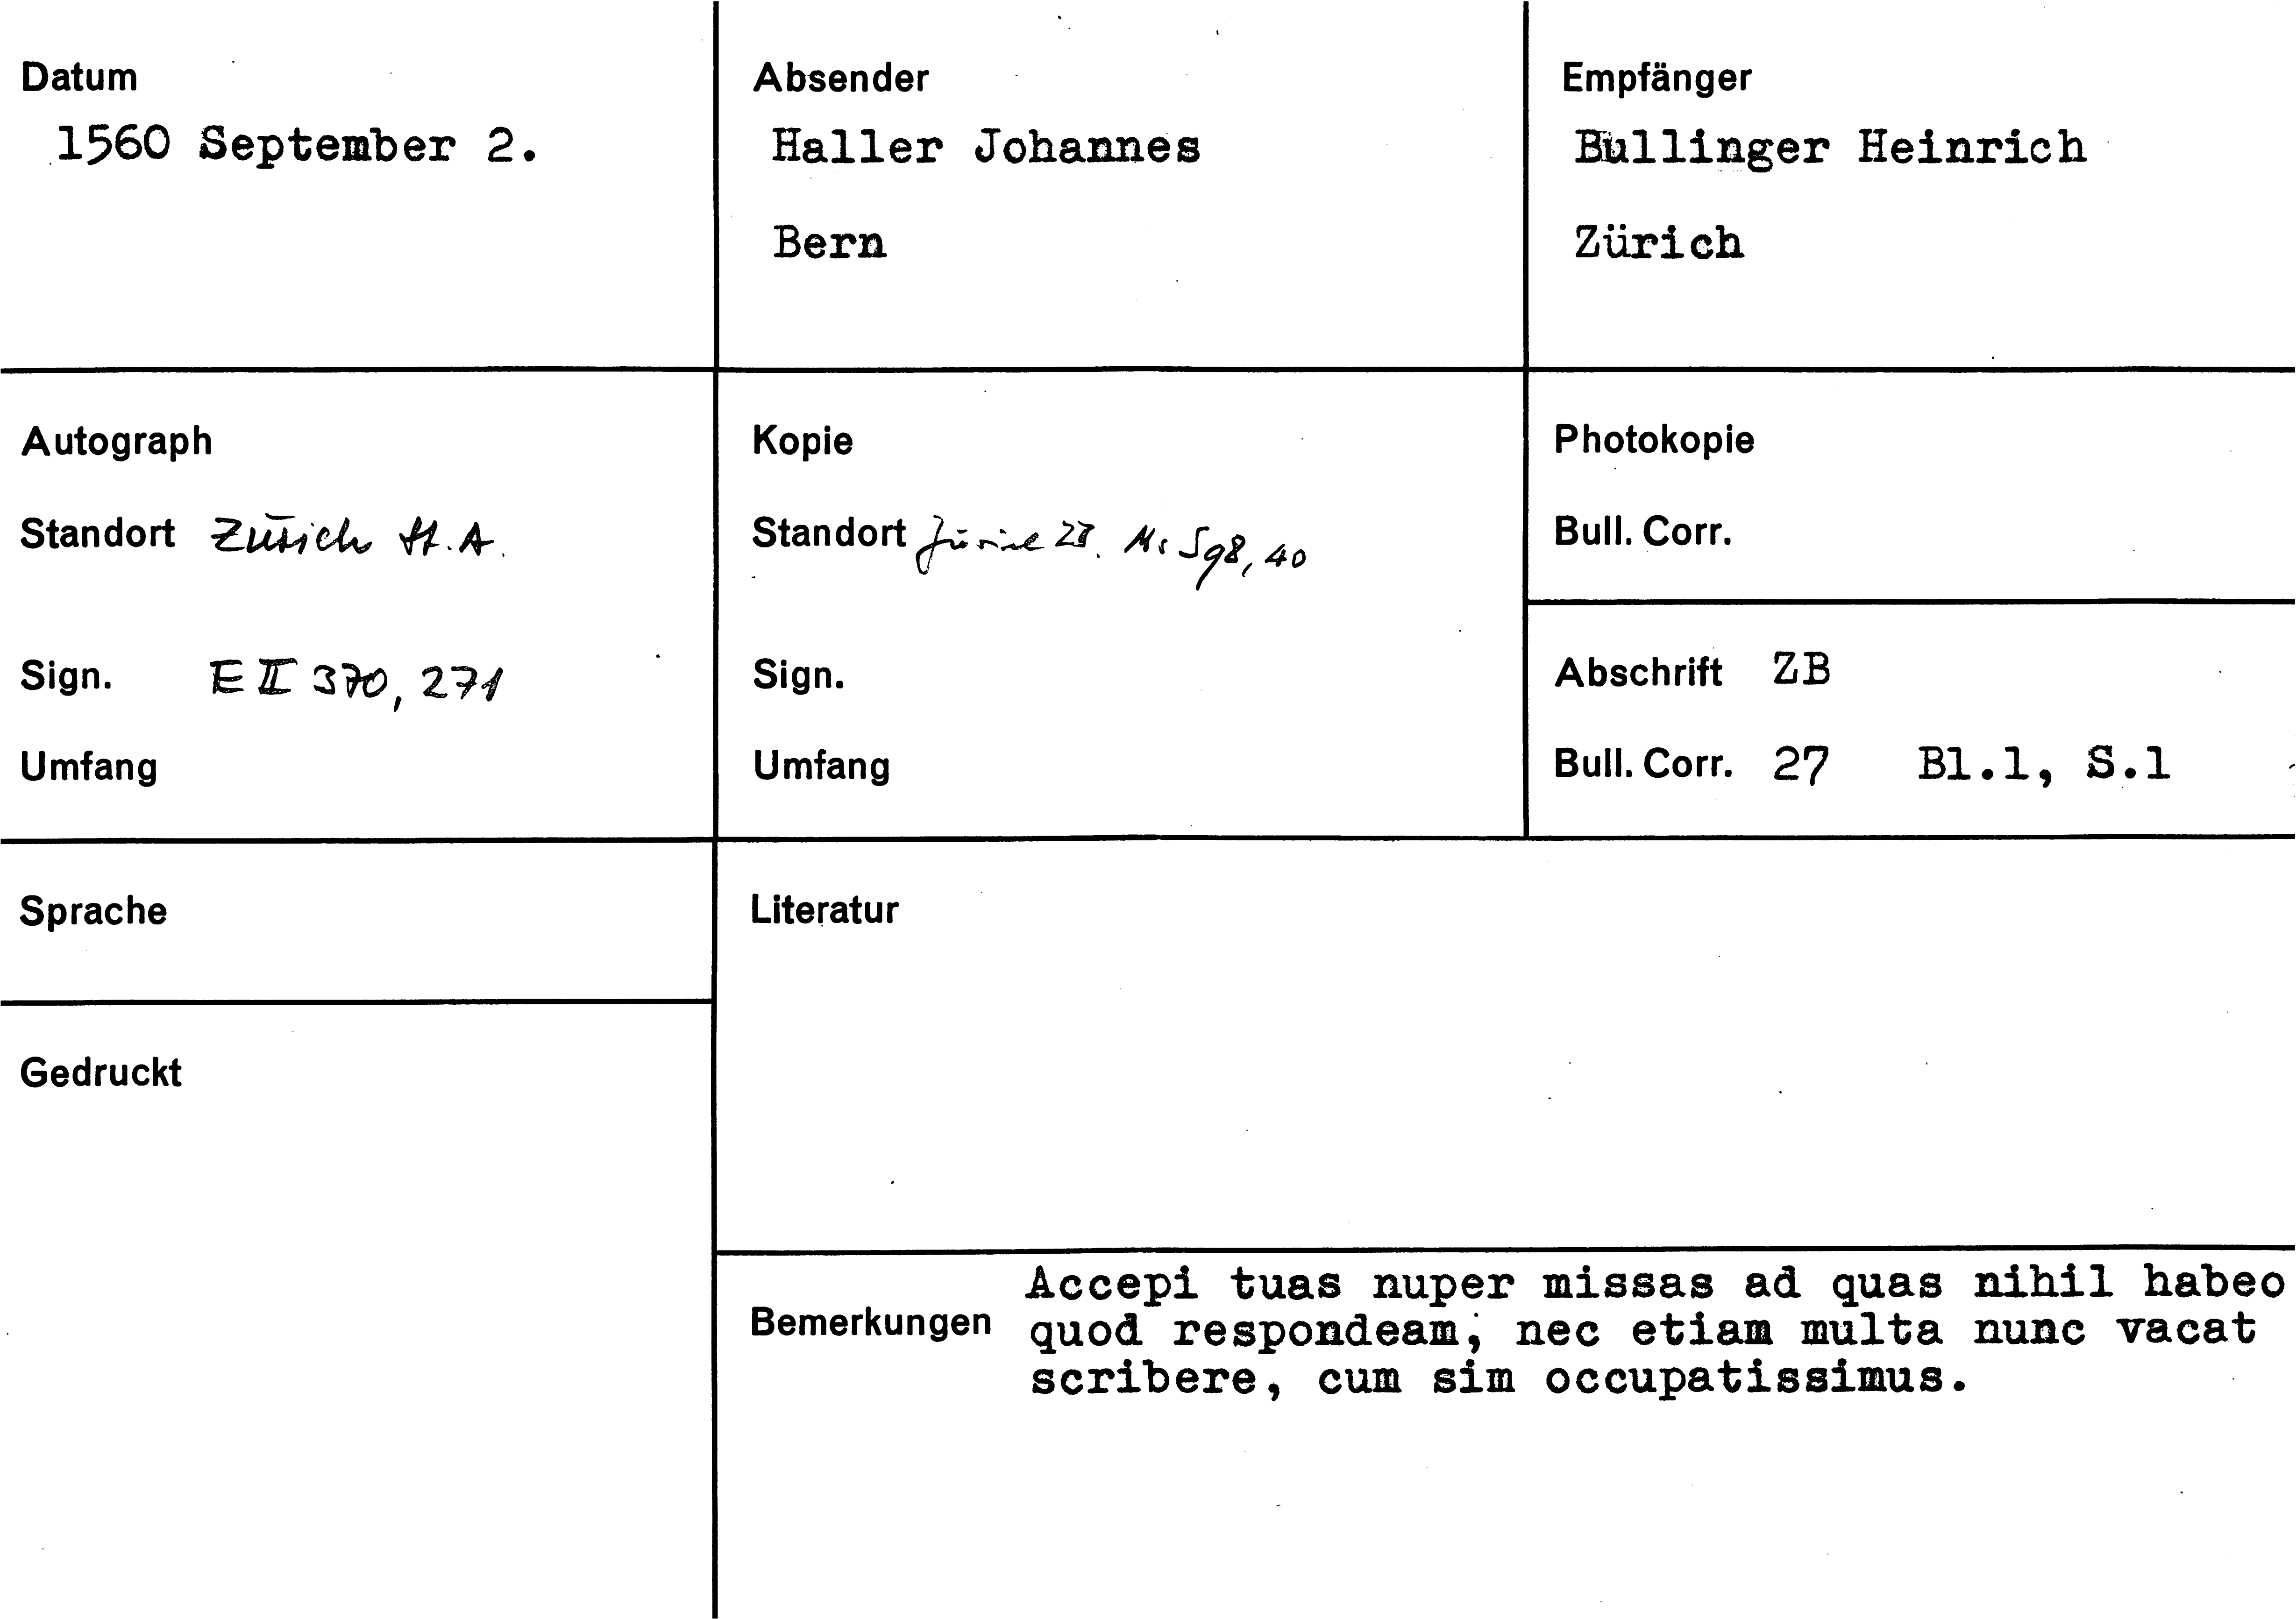 Datum
1560 September 2.
Absender
Haller Johannes
Bern
Empfänger
Bullinger Heinrich
Zürich
Autograph
Standort Zürich St.A.
Sign. E II 370, 271
Umfang
Kopie
Standort Zürich ZB. Ms S 98, 40
Sign.
Umfang
Photokopie
Bull. Corr.
Abschrift ZB
Bull. Corr. 27 Bl.1, S.1
Sprache
Gedruckt
Literatur
Bemerkungen
Accepi tuas nuper missas ad quas nihil habeo
quod respondeam, nec etiam multa nunc vacat
scribere, cum sim occupatissimus.